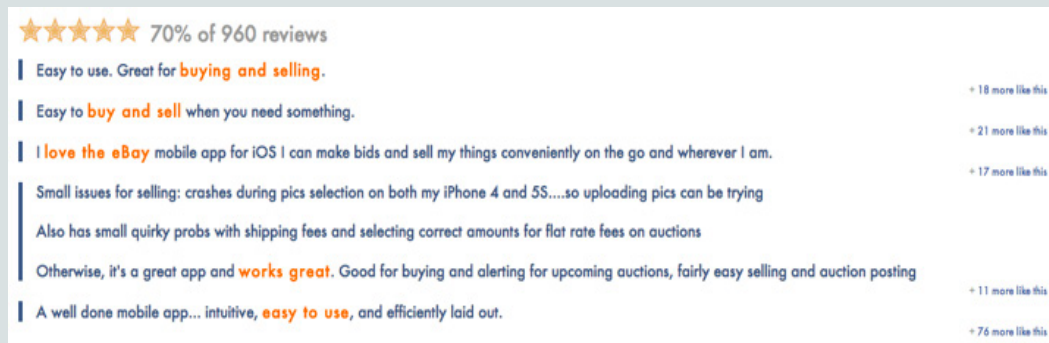 70% of 960 reviews
Easy to use. Great for buying and selling.
+ 18 more like this
Easy to buy and sell when you need something.
+ 21 more like this
I love the eBay mobile app for iOS I can make bids and sell my things conveniently on the go and wherever I am.
+ 17 more like this
Small issues for selling: crashes during pics selection on both my iPhone 4 and 5S....so uploading pics can be trying
Also has small quirky probs with shipping fees and selecting correct amounts for flat rate fees on auctions
Otherwise, it's a great app and works great. Good for buying and alerting for upcoming auctions, fairly easy selling and auction posting
+ 11 more like this
A well done mobile app... intuitive, easy to use, and efficiently laid out.
+ 76 more like this